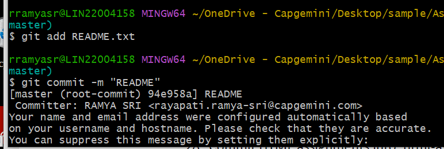 rramyasr@LIN22004158 MINGW64 ~/OneDrive - Capgemini/Desktop/sample/As
master)
$ git add README.txt
rramyasr@LIN22004158 MINGW64 ~/OneDrive - Capgemini/Desktop/sample/As
master)
$ git commit -m "README"
[master (root-commit) 94e958a] README
Committer: RAMYA SRI <rayapati.ramya-sri@capgemini.com>
Your name and email address were configured automatically based
on your username and hostname. Please check that they are accurate.
You can suppress this message by setting them explicitly: